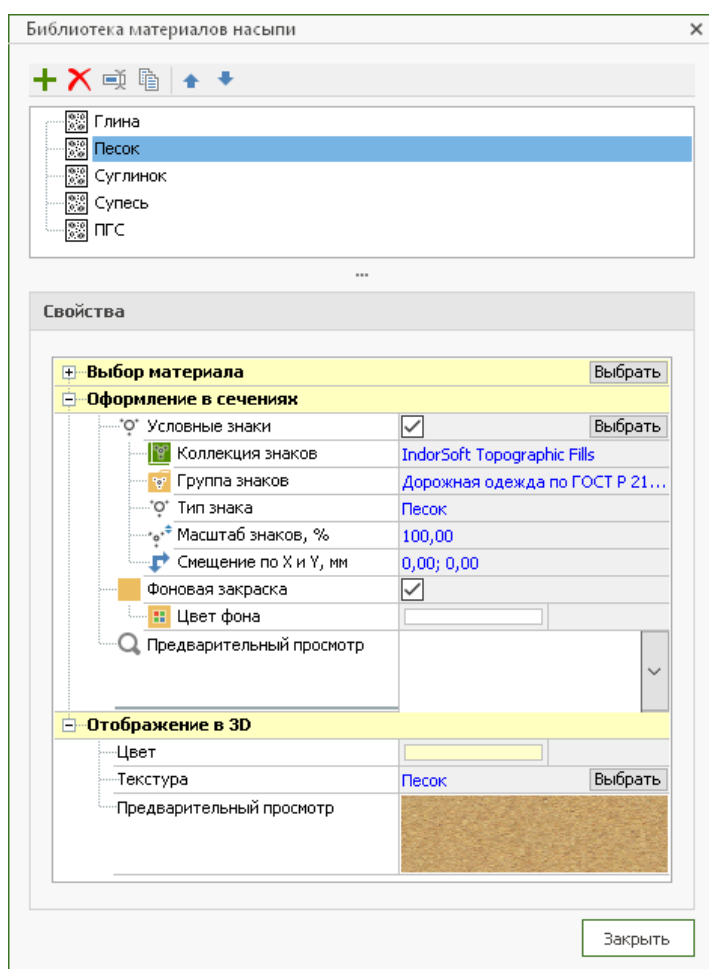 Библиотека материалов насыпи
Глина
Песок
Суглинок
Супесь
ПГС
Свойства
Выбор материала Выбрать
Оформление в сечениях
Условные знаки Выбрать
Коллекция знаков IndorSoft Topographic Fills
Группа знаков Дорожная одежда по ГОСТ Р 21...
Тип знака Песок
Масштаб знаков, % 100,00
Смещение по X и Y, мм 0,00; 0,00
Фоновая закраска
Цвет фона
Предварительный просмотр
Отображение в 3D
Цвет
Текстура Песок Выбрать
Предварительный просмотр
Закрыть